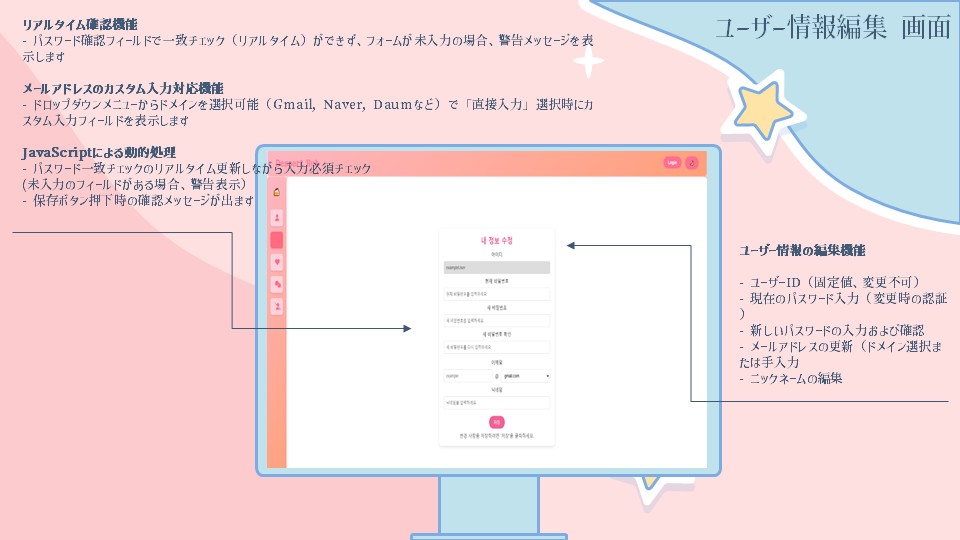 ユーザー情報編集 画面
リアルタイム確認機能
- パスワード確認フィールドで一致チェック（リアルタイム）ができず、フォームが未入力の場合、警告メッセージを表
示します
メールアドレスのカスタム入力対応機能
- ドロップダウンメニューからドメインを選択可能（Gmail, Naver, Daumなど）で「直接入力」選択時にカ
スタム入力フィールドを表示します
JavaScriptによる動的処理
- パスワード一致チェックのリアルタイム更新しながら入力必須チェック
(未入力のフィールドがある場合、警告表示）
- 保存ボタン押下時の確認メッセージが出ます
Login
내 정보 수정
아이디
현재 비밀번호
현재 비밀번호를 입력하세요
새 비밀번호
새 비밀번호를 입력하세요
새 비밀번호 확인
새 비밀번호를 다시 입력하세요
이메일
example
@
gmail.com
닉네임
닉네임을 입력하세요
저장
변경 사항을 저장하려면 '저장'을 클릭하세요.
ユーザー情報の編集機能
- ユーザーID（固定値、変更不可）
- 現在のパスワード入力（変更時の認証
）
- 新しいパスワードの入力および確認
- メールアドレスの更新（ドメイン選択ま
たは手入力
- ニックネームの編集